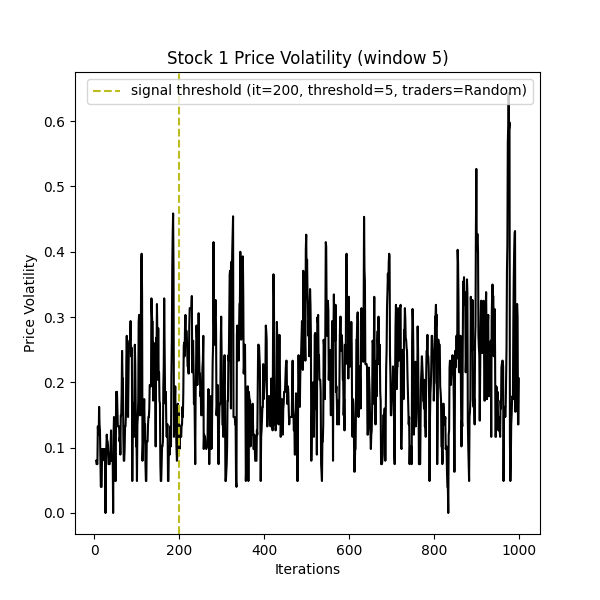 Stock 1 Price Volatility (window 5)
signal threshold (it=200, threshold=5, traders=Random)
Price Volatility
0.6
0.5
0.4
0.3
0.2
0.1
0.0
0 200 400 600 800 1000
Iterations